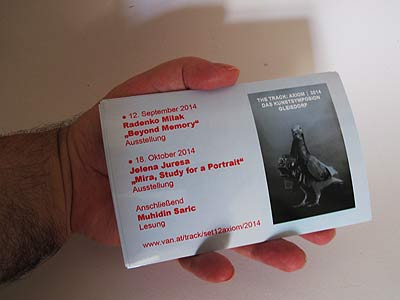 ● 12. September 2014
Radenko Milak
„Beyond Memory“
Ausstellung
● 18. Oktober 2014
Jelena Juresa
„Mira, Study for a Portrait“
Ausstellung
Anschließend
Muhidin Saric
Lesung
www.van.at/track/set12axiom/2014
THE TRACK: AXIOM | 2014
DAS KUNSTSYMPOSION
GLEISDORF